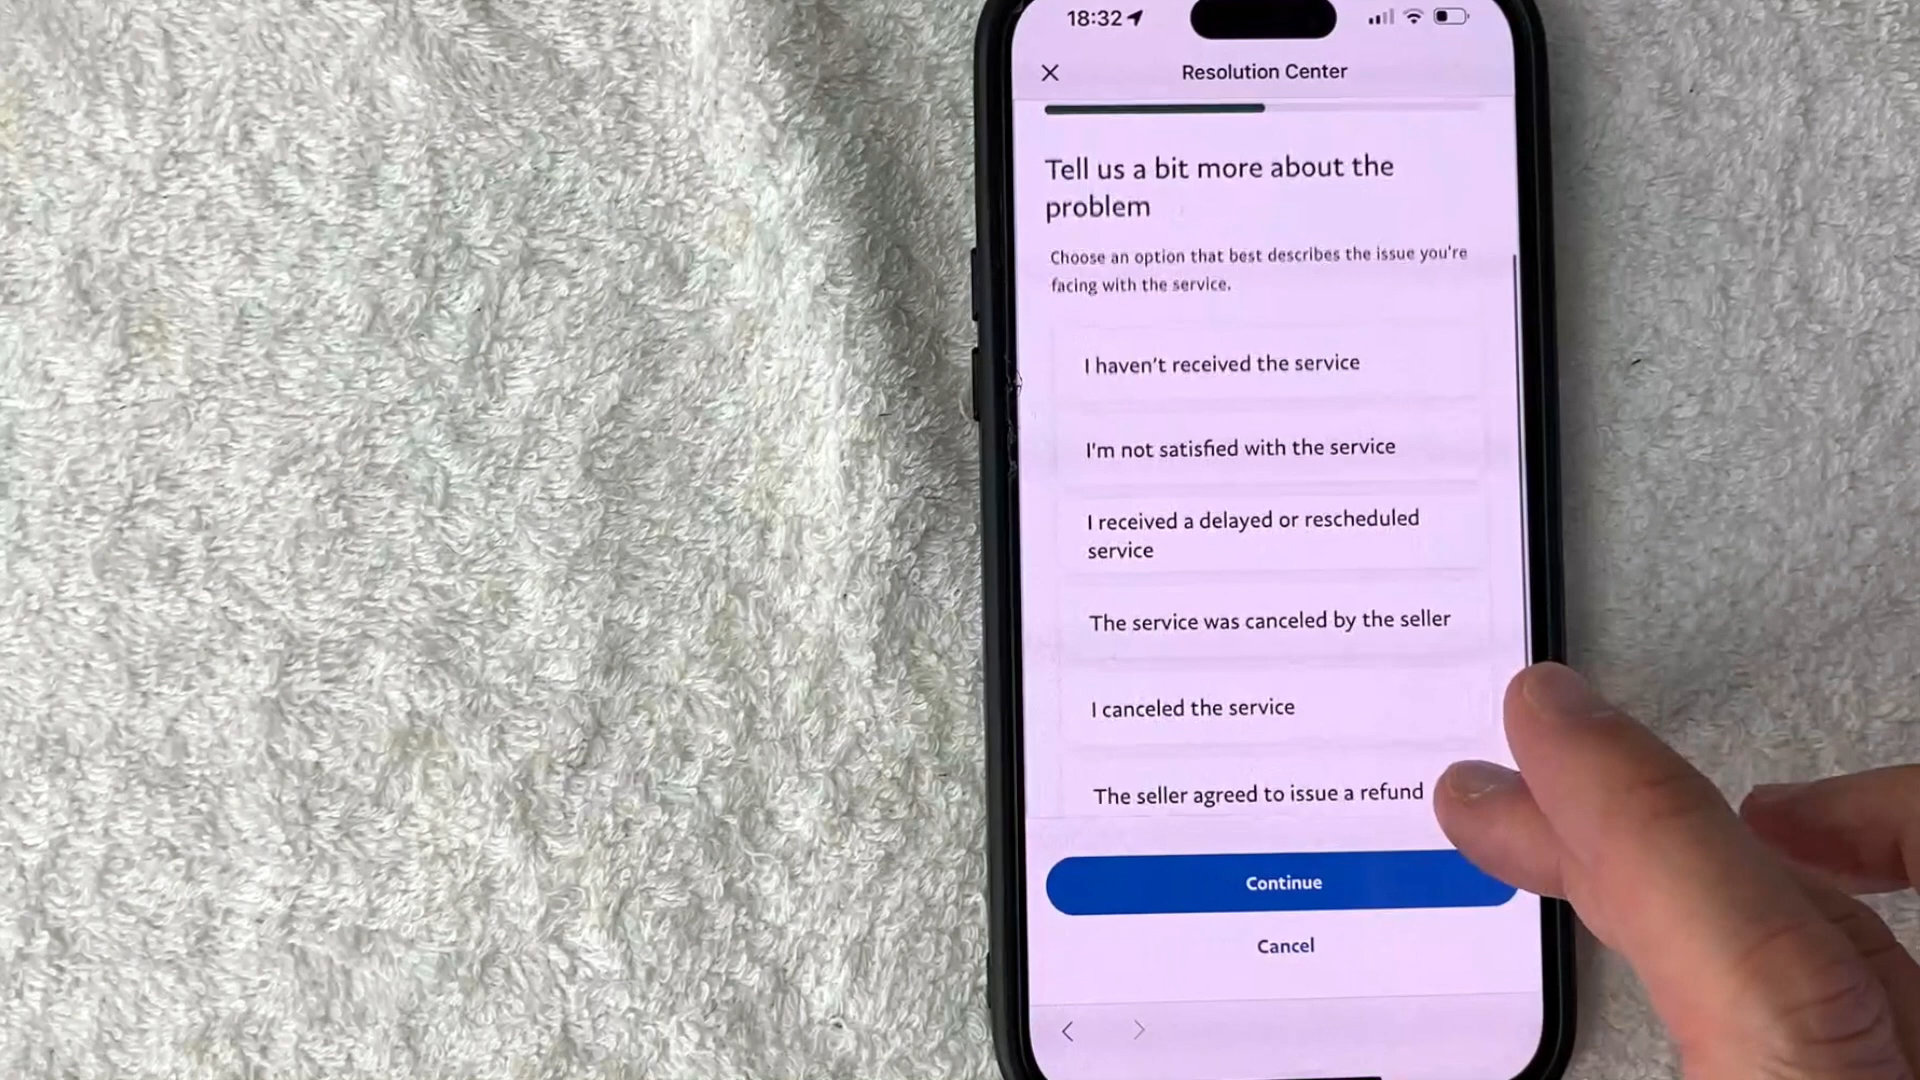 18:32
Resolution Center
Tell us a bit more about the
problem
Choose an option that best describes the issue you're
facing with the service.
I haven't received the service
I'm not satisfied with the service
I received a delayed or rescheduled
service
The service was canceled by the seller
I canceled the service
The seller agreed to issue a refund
Continue
Cancel